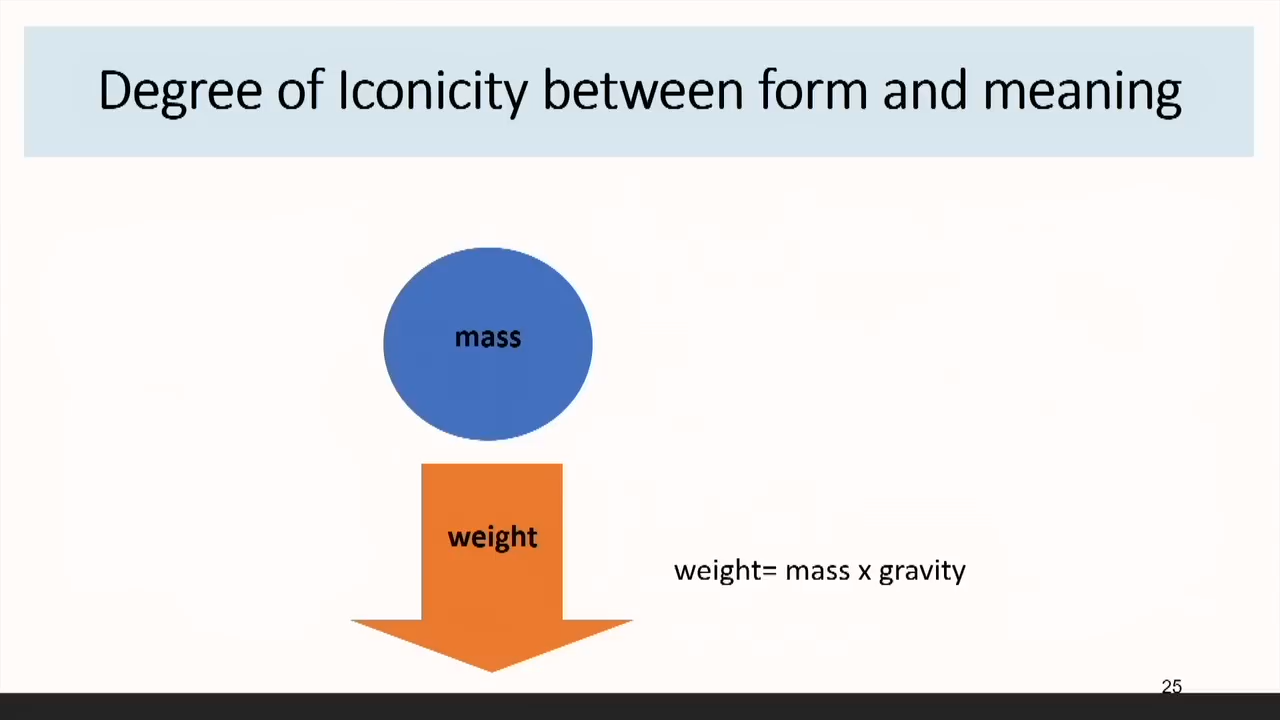 Degree of Iconicity between form and meaning
mass
weight
weight= mass x gravity
25